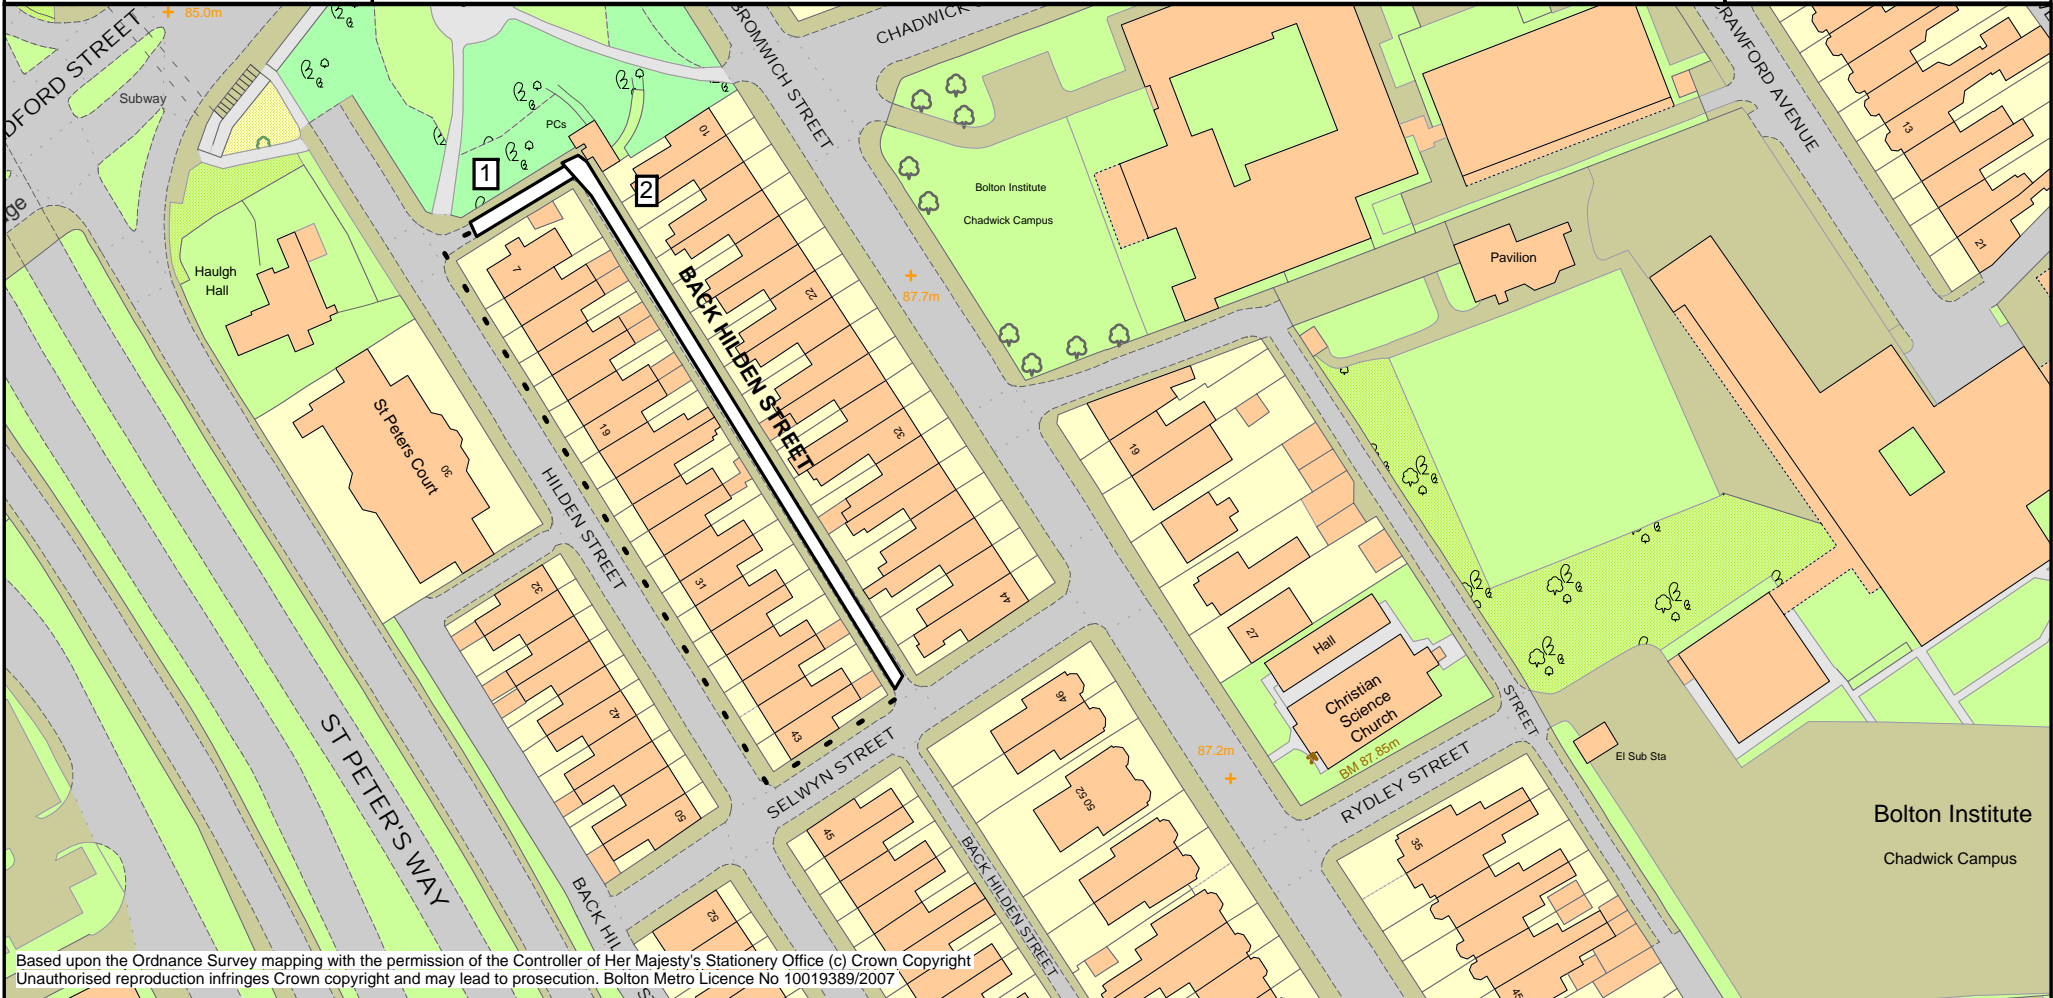 85.0m
DFORD STREET
Subway
PCs
1
2
10
BROMWICH STREET
CHADWICK
CRAWFORD AVENUE
13
21
Bolton Institute
Chadwick Campus
Pavilion
Haulgh
Hall
7
22
87.7m
BACK HILDEN STREET
St Peters Court
30
19
32
19
HILDEN STREET
31
44
32
27
Hall
Christian
Science
Church
BM 87.85m
STREET
El Sub Sta
42
43
46
50
SELWYN STREET
87.2m
RYDLEY STREET
50 52
45
35
ST PETER'S WAY
BACK HIL
52
BACK HILDEN STREET
45
Bolton Institute
Chadwick Campus
Based upon the Ordnance Survey mapping with the permission of the Controller of Her Majesty's Stationery Office (c) Crown Copyright
Unauthorised reproduction infringes Crown copyright and may lead to prosecution. Bolton Metro Licence No 10019389/2007